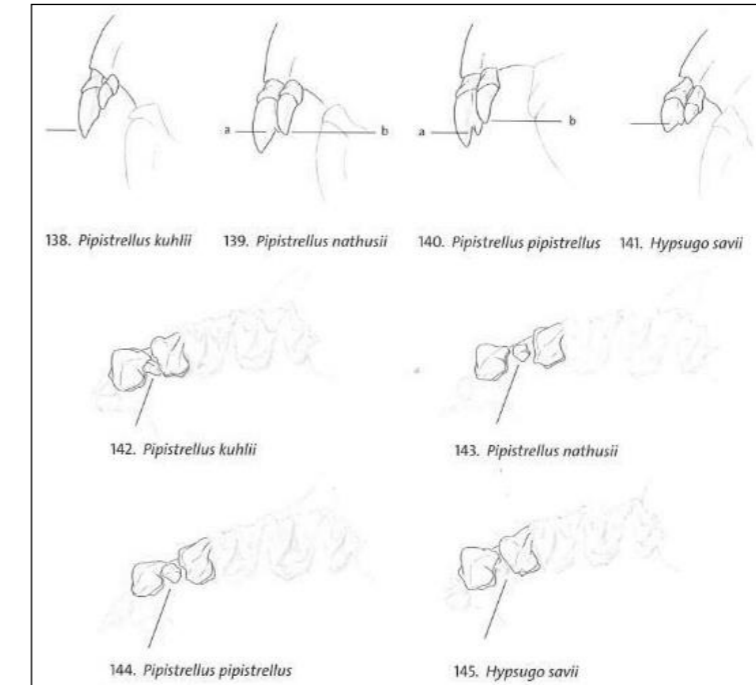 a b a b
138. Pipistrellus kuhlii 139. Pipistrellus nathusii 140. Pipistrellus pipistrellus 141. Hypsugo savii
142. Pipistrellus kuhlii 143. Pipistrellus nathusii
144. Pipistrellus pipistrellus 145. Hypsugo savii